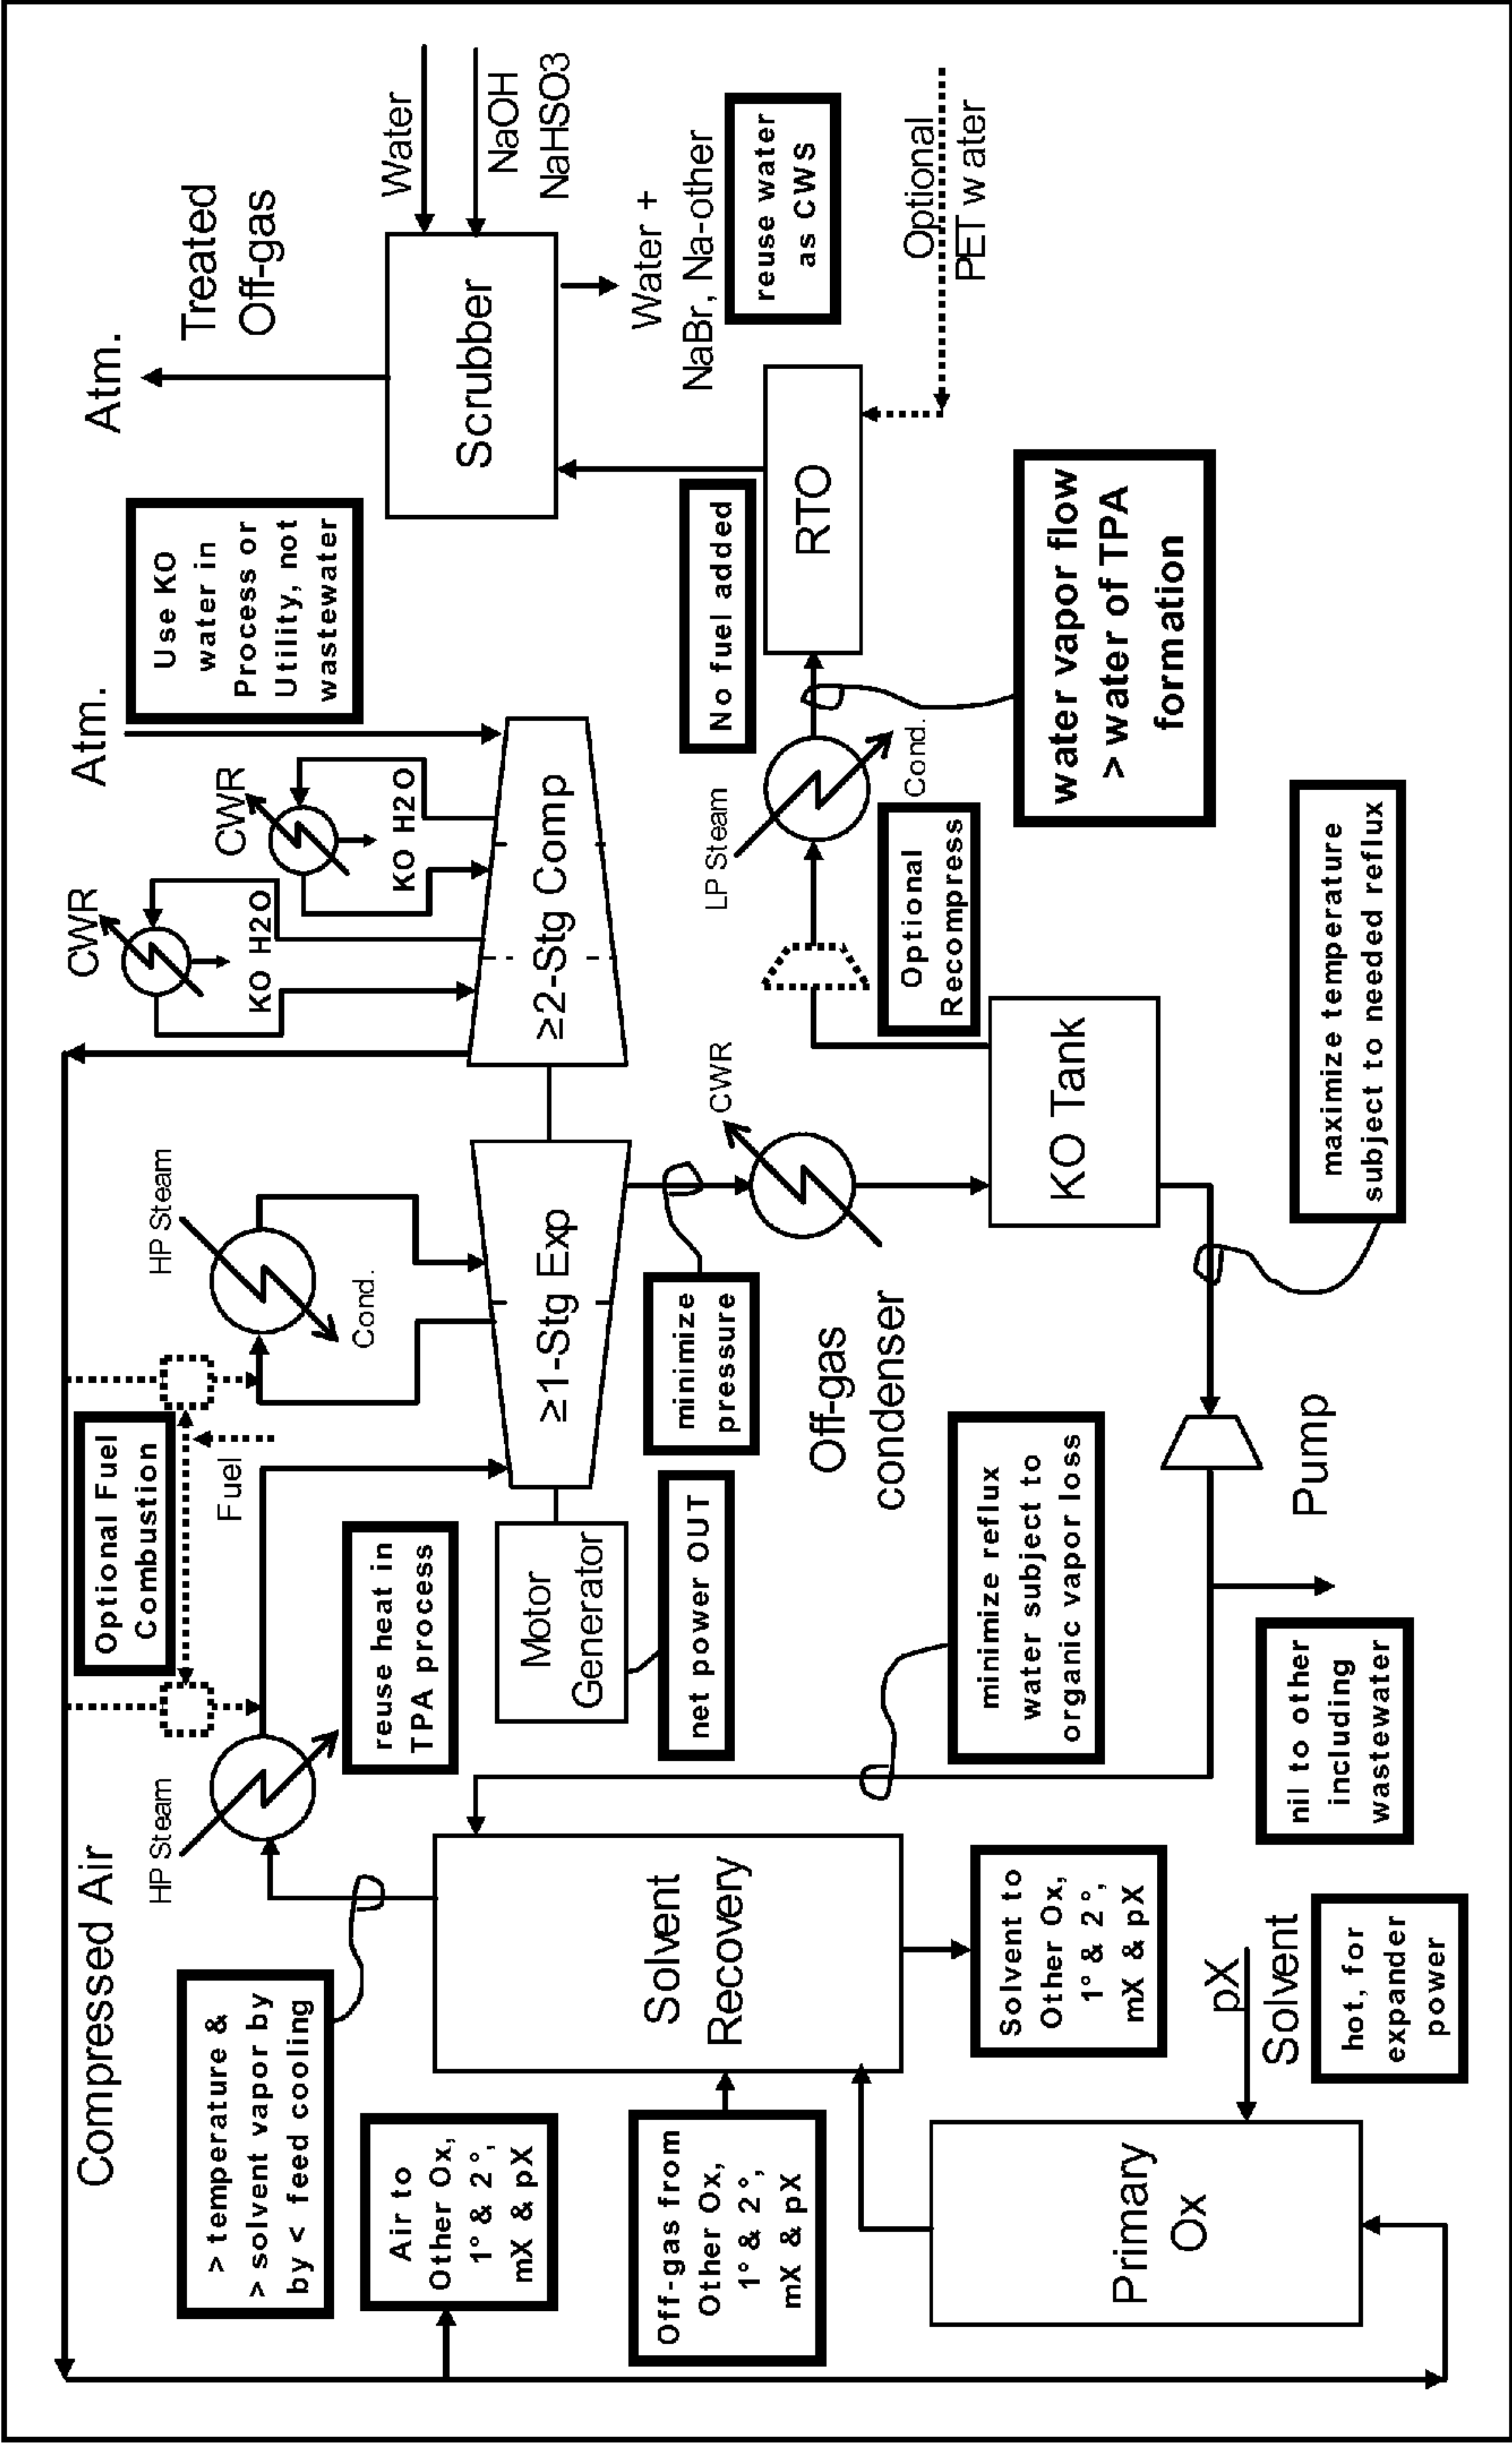 Compressed Air
> temperature &
> solvent vapor by
by < feed cooling
Air to
Other Ox,
1° & 2°,
mX & pX
Off-gas from
Other Ox,
1° & 2°,
mX & pX
Primary
Ox
pX
Solvent
hot, for
expander
power
Solvent
Recovery
Solvent to
Other Ox,
1° & 2°,
mX & pX
HP Steam
reuse heat in
TPA process
Optional Fuel
Combustion
Fuel
HP Steam
Cond.
Motor
Generator
net power OUT
≥1-Stg Exp
minimize
pressure
Off-gas
condenser
CWR
minimize reflux
water subject to
organic vapor loss
nil to other
including
wastewater
Pump
maximize temperature
subject to needed reflux
KO Tank
Optional
Recompress
LP Steam
Cond.
water vapor flow
> water of TPA
formation
≥2-Stg Comp
CWR
KO H2O
CWR
KO H2O
Atm.
Use KO
water in
Process or
Utility, not
wastewater
No fuel added
RTO
Optional
PET water
Scrubber
Atm.
Treated
Off-gas
Water
NaOH
NaHSO3
Water +
NaBr, Na-other
reuse water
as CWS